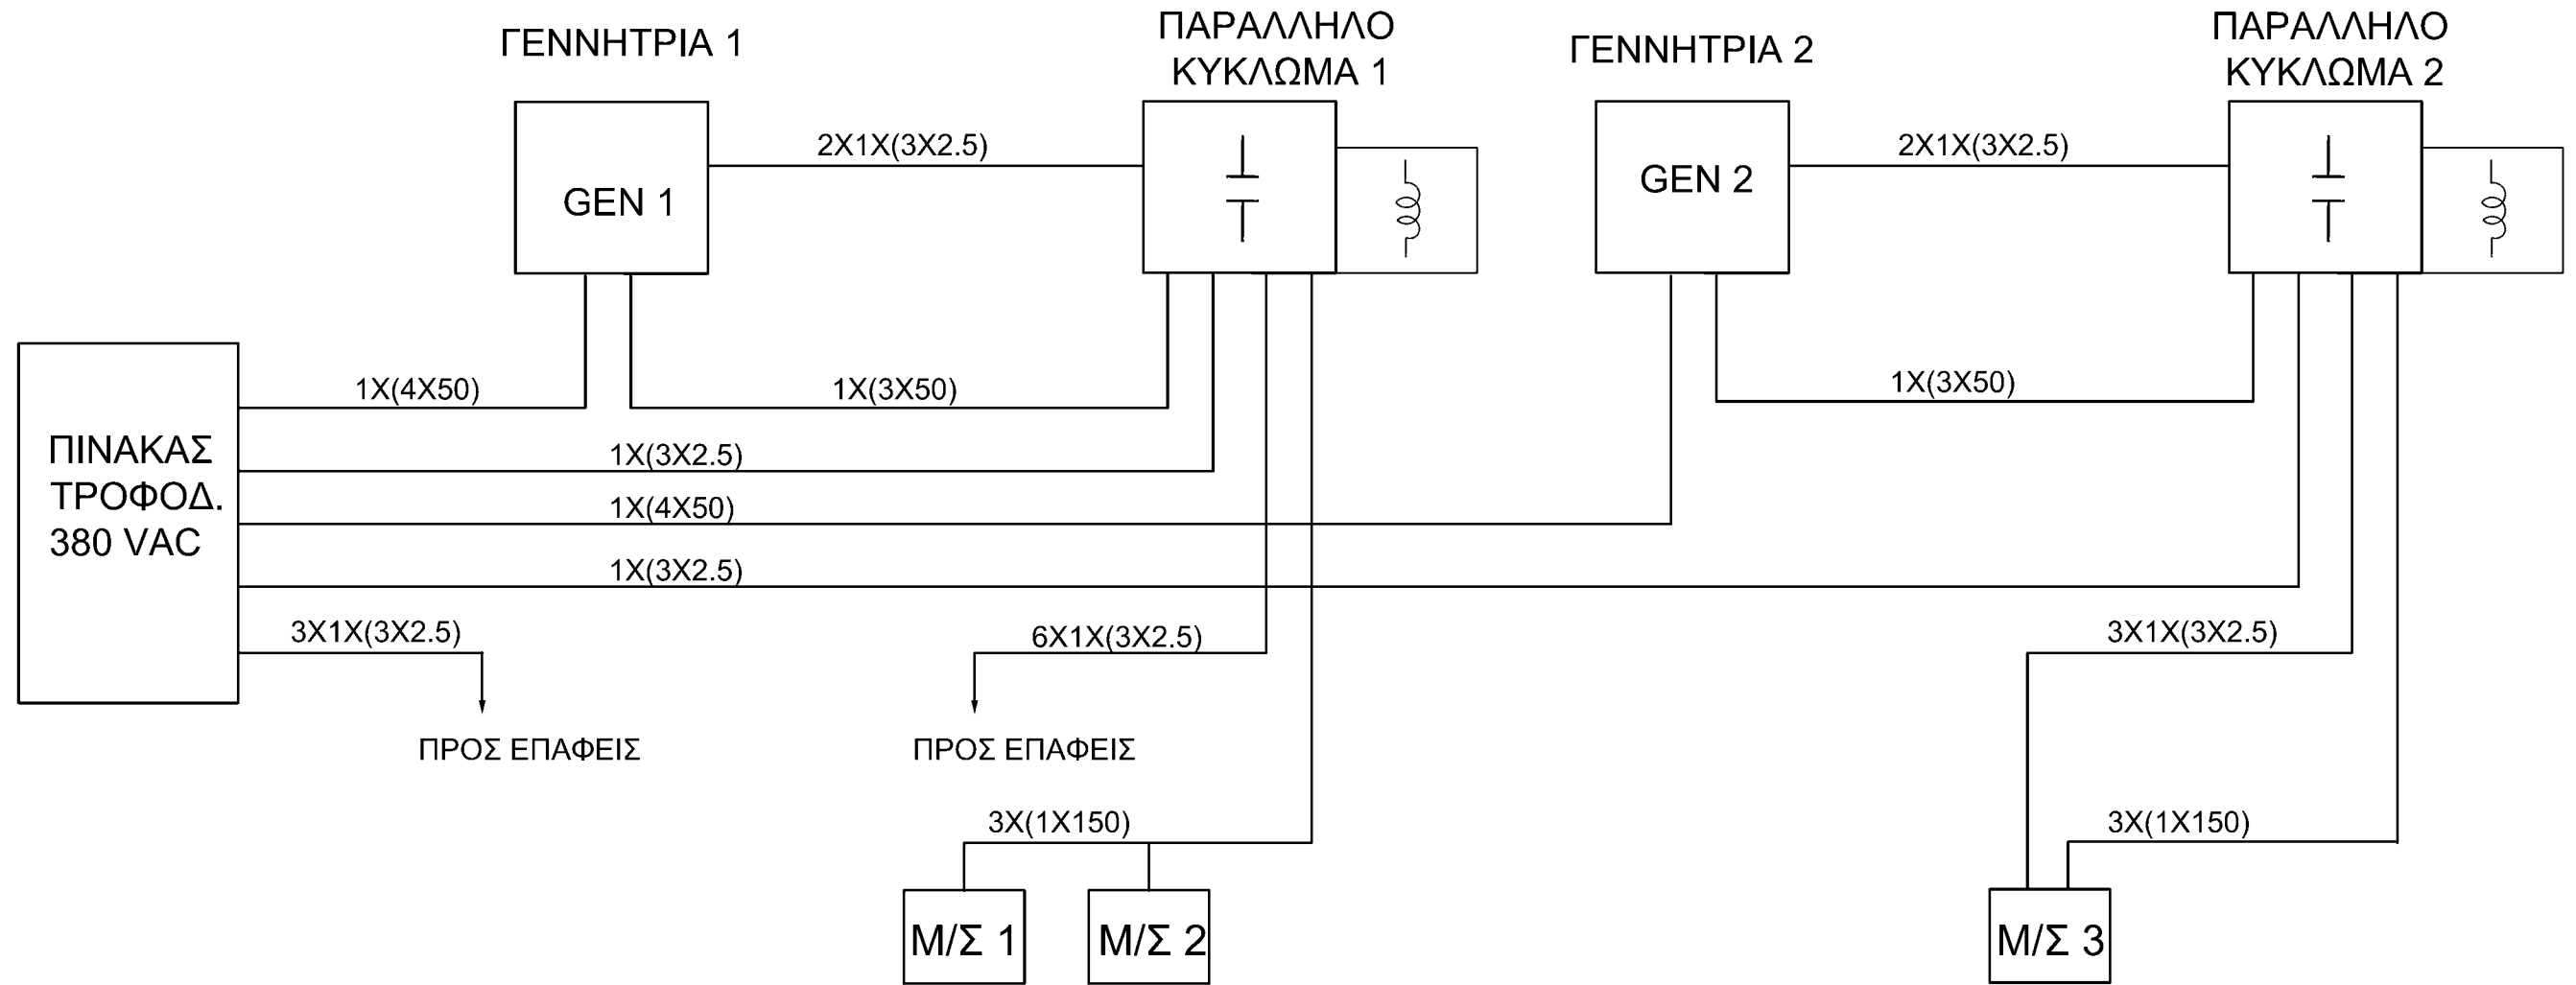 ΓΕΝΝΗΤΡΙΑ 1
ΠΑΡΑΛΛΗΛΟ
ΚΥΚΛΩΜΑ 1
ΓΕΝΝΗΤΡΙΑ 2
ΠΑΡΑΛΛΗΛΟ
ΚΥΚΛΩΜΑ 2
GEN 1
2X1X(3X2.5)
GEN 2
2X1X(3X2.5)
1X(4X50)
1X(3X50)
1X(3X50)
ΠΙΝΑΚΑΣ
ΤΡΟΦΟΔ.
380 VAC
1X(3X2.5)
1X(4X50)
1X(3X2.5)
3X1X(3X2.5)
6X1X(3X2.5)
3X1X(3X2.5)
ΠΡΟΣ ΕΠΑΦΕΙΣ
ΠΡΟΣ ΕΠΑΦΕΙΣ
3X(1X150)
3X(1X150)
Μ/Σ 1
Μ/Σ 2
Μ/Σ 3